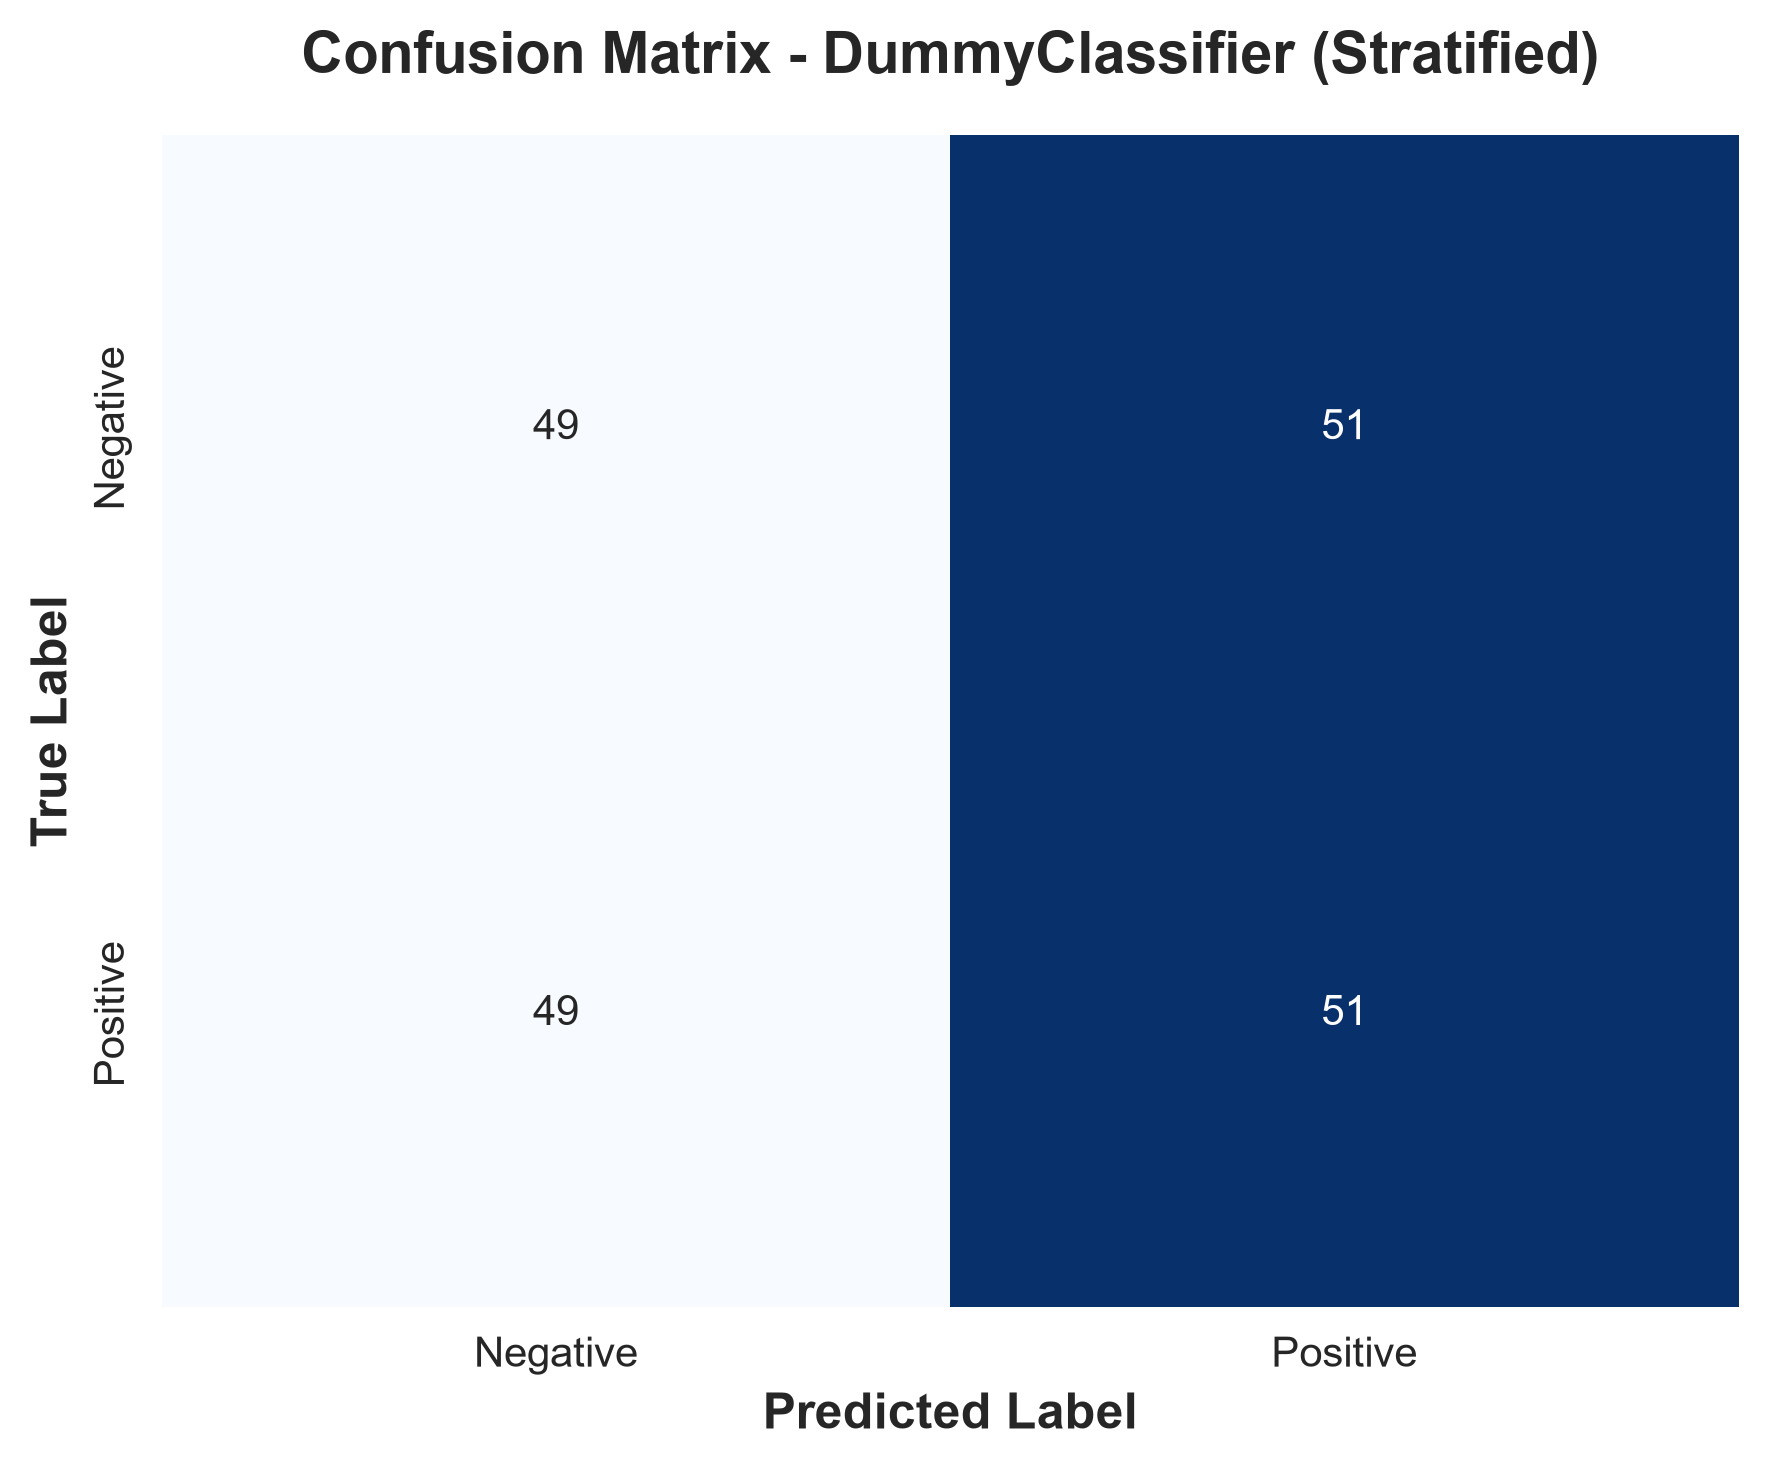 Confusion Matrix - DummyClassifier (Stratified)
True Label
Negative
49 51
Positive
49 51
Negative Positive
Predicted Label